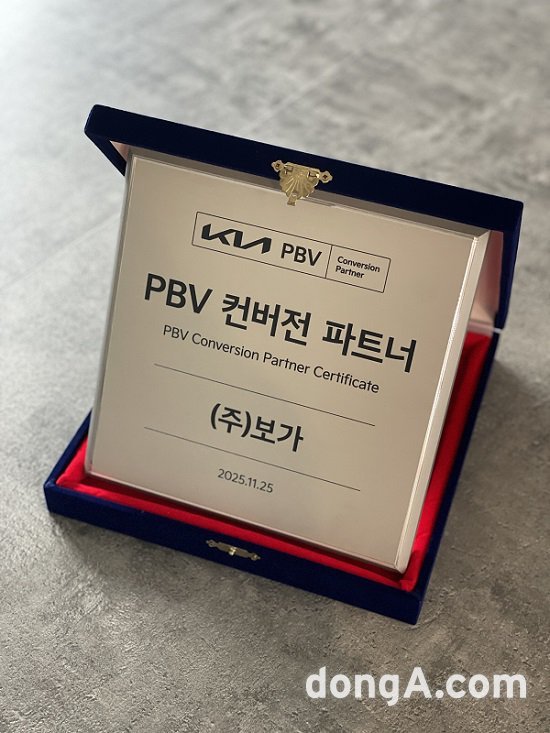 KIA PBV Conversion
Partner
PBV 컨버전 파트너
PBV Conversion Partner Certificate
(주)보가
2025.11.25
dongA.com